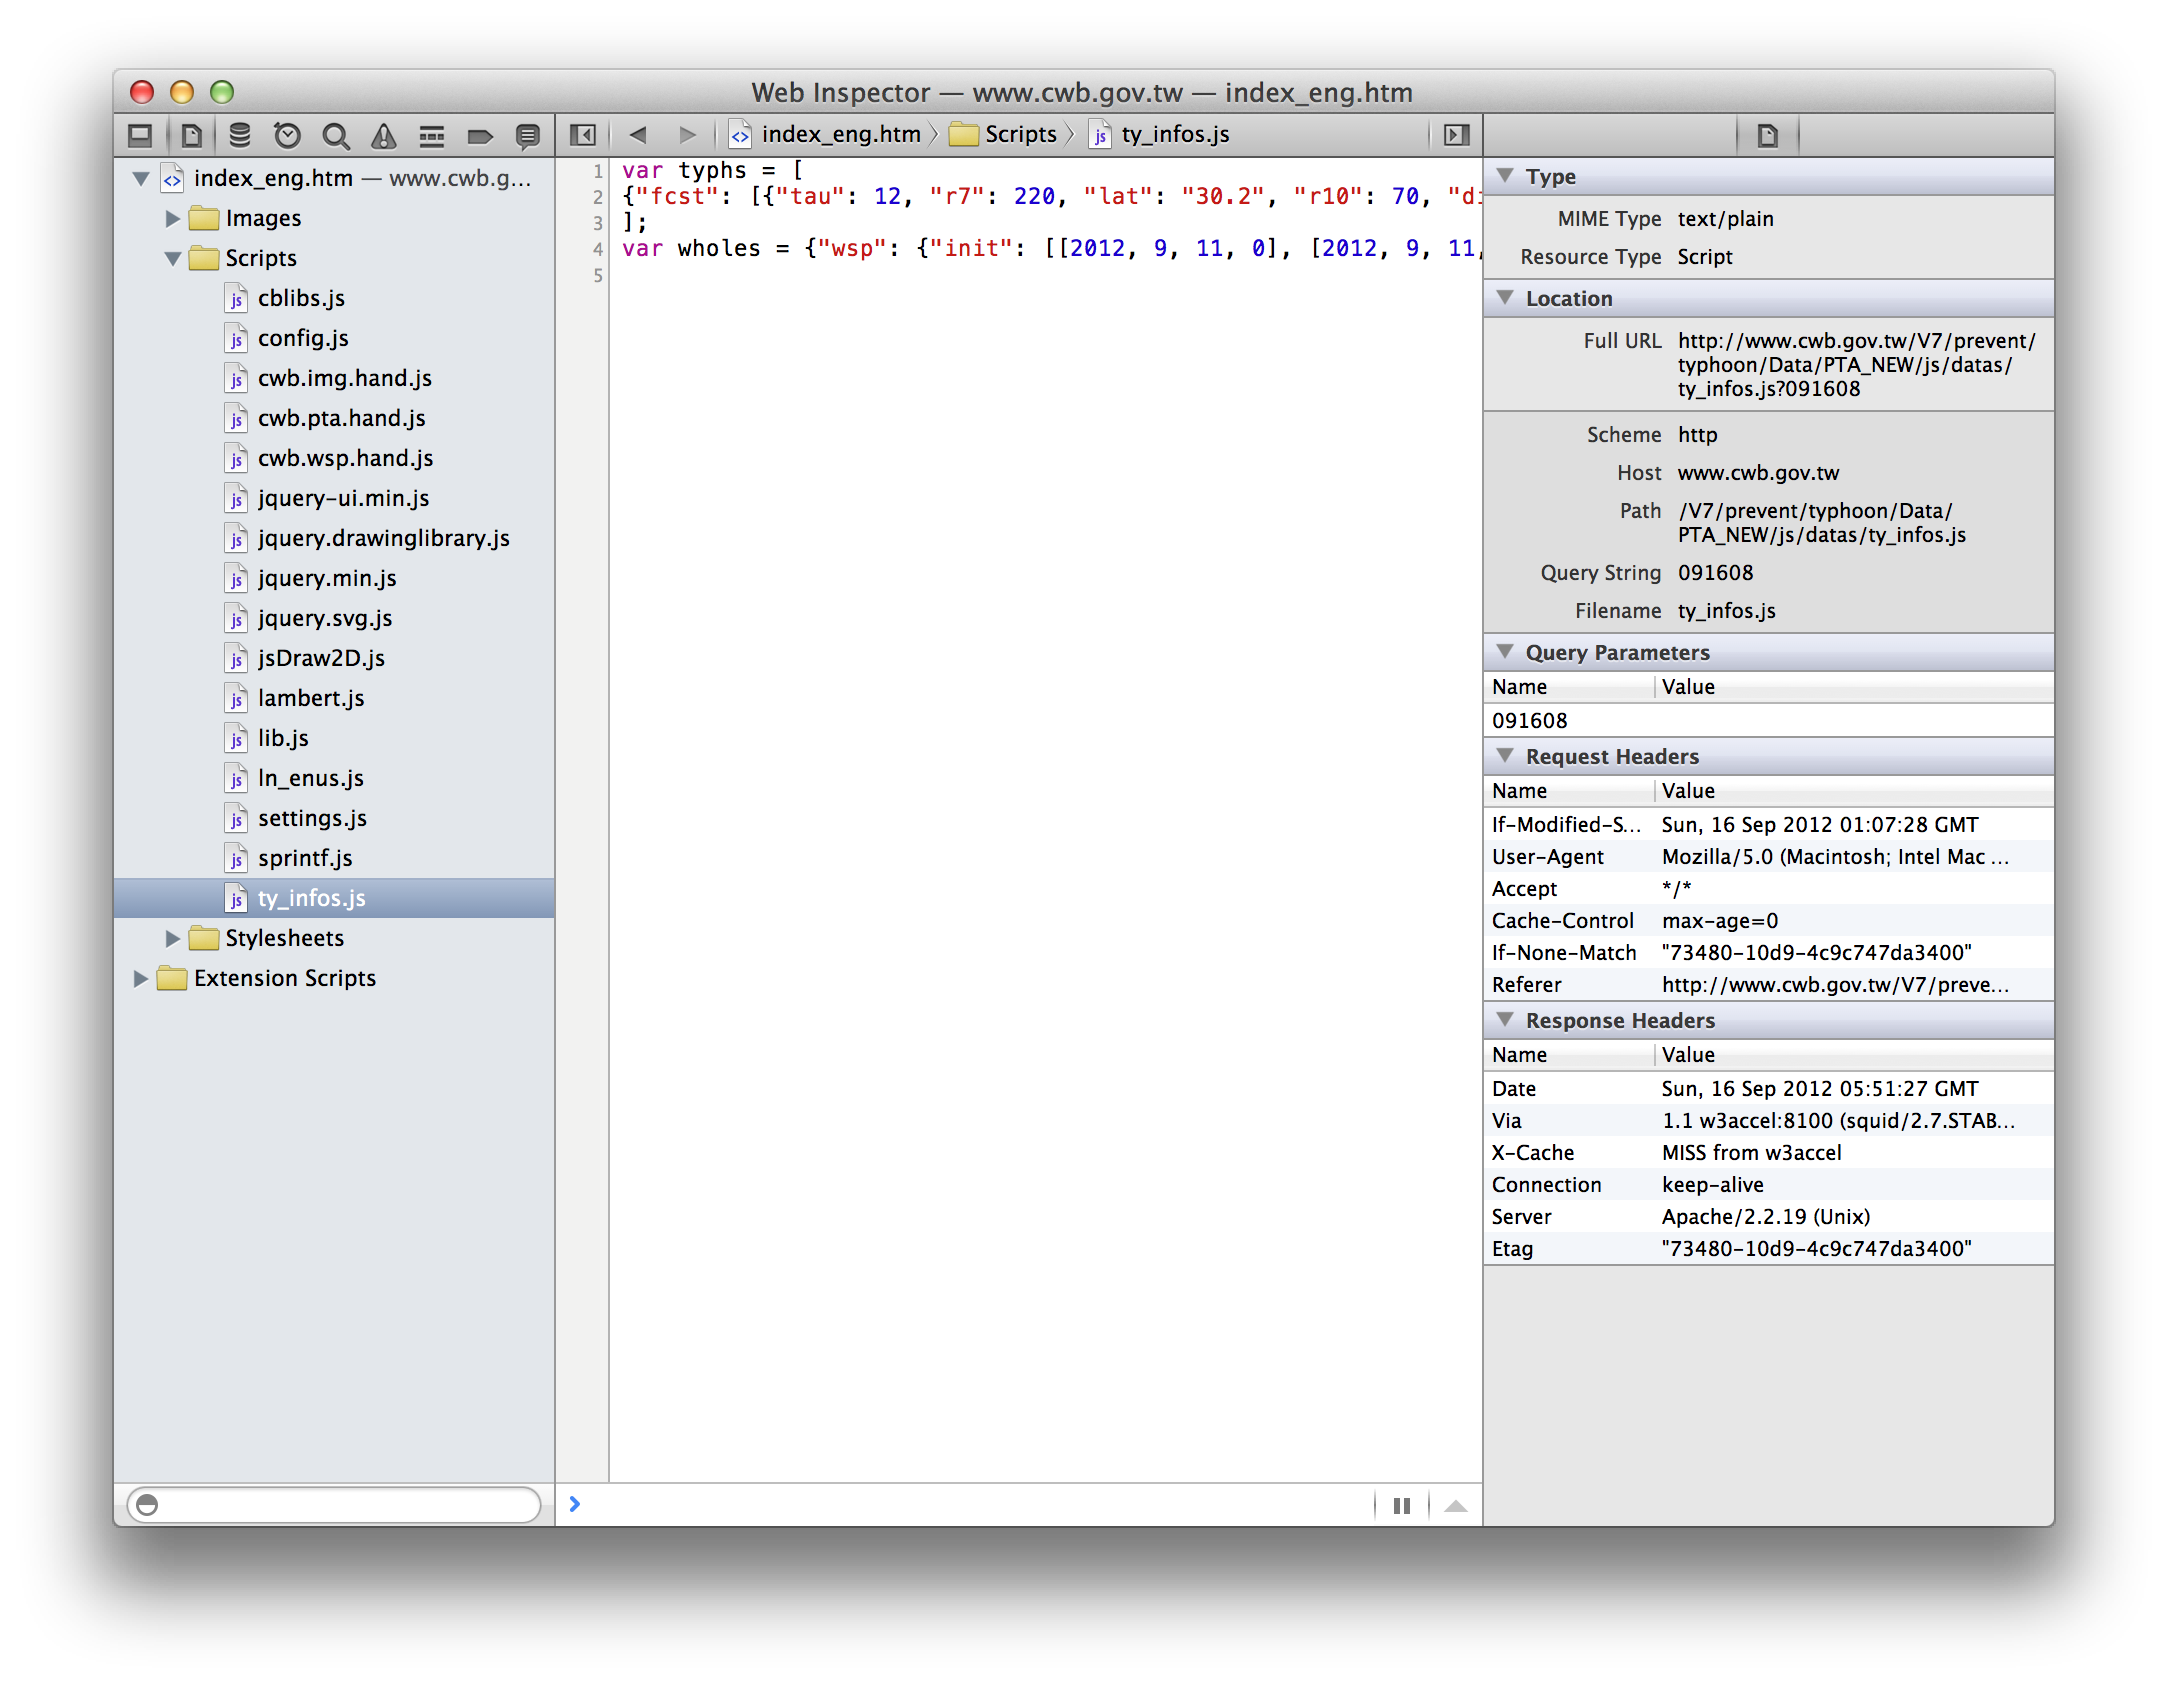 Web Inspector — www.cwb.gov.tw — index_eng.htm
index_eng.htm
Scripts
ty_infos.js
index_eng.htm — www.cwb.g...
Images
Scripts
cblibs.js
config.js
cwb.img.hand.js
cwb.pta.hand.js
cwb.wsp.hand.js
jquery-ui.min.js
jquery.drawinglibrary.js
jquery.min.js
jquery.svg.js
jsDraw2D.js
lambert.js
lib.js
ln_enus.js
settings.js
sprintf.js
ty_infos.js
Stylesheets
Extension Scripts
1 var typhs = [
2 {"fcst": [{"tau": 12, "r7": 220, "lat": "30.2", "r10": 70, "di
3 ];
4 var wholes = {"wsp": {"init": [[2012, 9, 11, 0], [2012, 9, 11,
5
Type
MIME Type text/plain
Resource Type Script
Location
Full URL http://www.cwb.gov.tw/V7/prevent/
typhoon/Data/PTA_NEW/js/datas/
ty_infos.js?091608
Scheme http
Host www.cwb.gov.tw
Path /V7/prevent/typhoon/Data/
PTA_NEW/js/datas/ty_infos.js
Query String 091608
Filename ty_infos.js
Query Parameters
Name Value
091608
Request Headers
Name Value
If-Modified-S... Sun, 16 Sep 2012 01:07:28 GMT
User-Agent Mozilla/5.0 (Macintosh; Intel Mac ...
Accept */*
Cache-Control max-age=0
If-None-Match "73480-10d9-4c9c747da3400"
Referer http://www.cwb.gov.tw/V7/preve...
Response Headers
Name Value
Date Sun, 16 Sep 2012 05:51:27 GMT
Via 1.1 w3accel:8100 (squid/2.7.STAB...
X-Cache MISS from w3accel
Connection keep-alive
Server Apache/2.2.19 (Unix)
Etag "73480-10d9-4c9c747da3400"